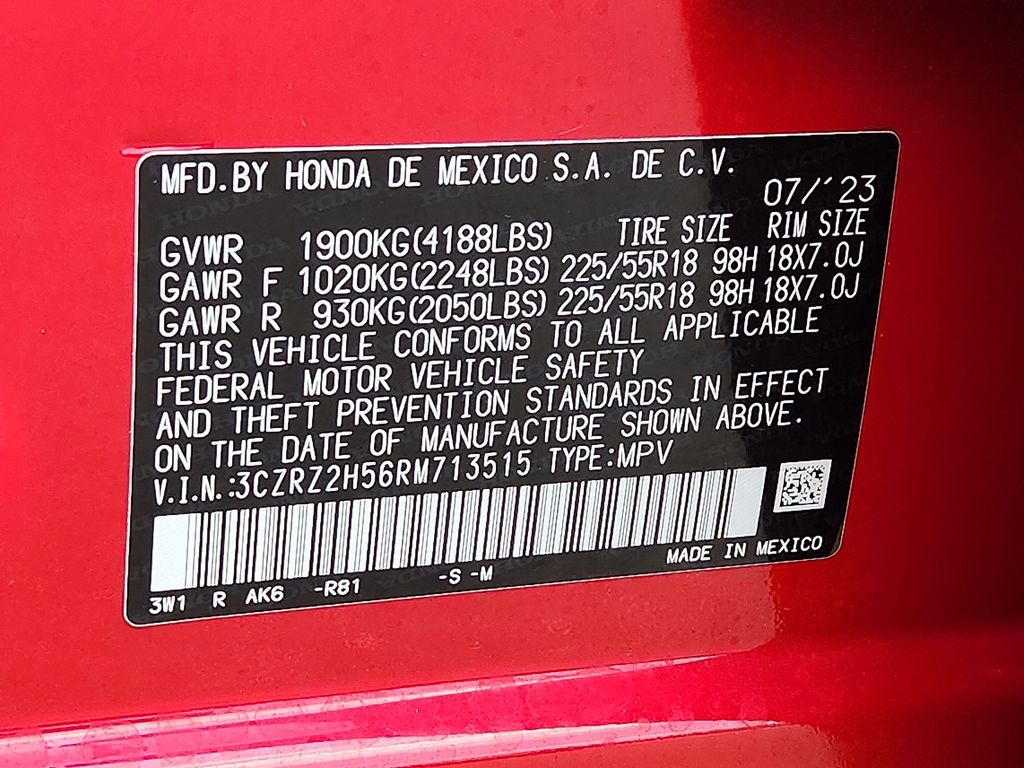 MFD.BY HONDA DE MEXICO S.A. DE C.V.
07/'23
GVWR 1900KG(4188LBS) TIRE SIZE RIM SIZE
GAWR F 1020KG(2248LBS) 225/55R18 98H 18X7.0J
GAWR R 930KG(2050LBS) 225/55R18 98H 18X7.0J
THIS VEHICLE CONFORMS TO ALL APPLICABLE
FEDERAL MOTOR VEHICLE SAFETY
AND THEFT PREVENTION STANDARDS IN EFFECT
ON THE DATE OF MANUFACTURE SHOWN ABOVE.
V.I.N.:3CZRZ2H56RM713515 TYPE:MPV
MADE IN MEXICO
3W1 R AK6 -R81 -S -M